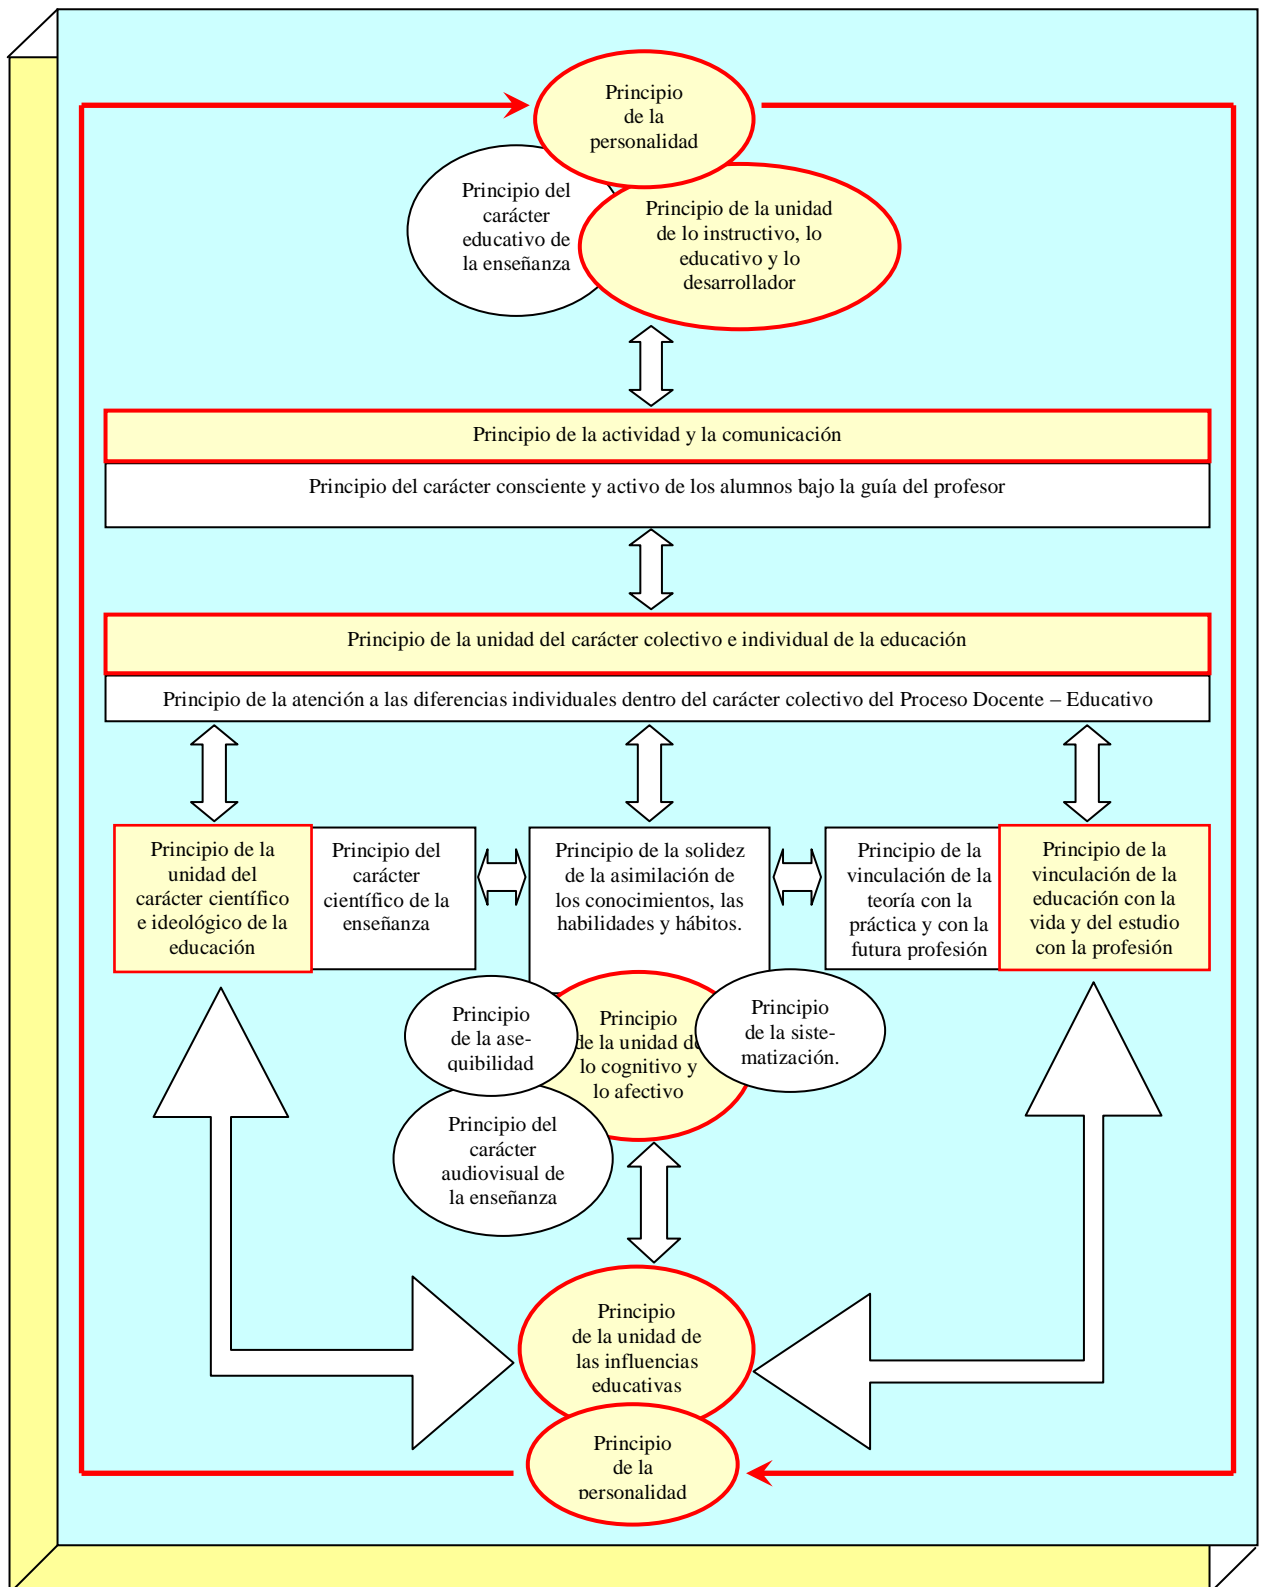 Principio
de la
personalidad
Principio del
carácter
educativo de
la enseñanza
Principio de la unidad
de lo instructivo, lo
educativo y lo
desarrollador
Principio de la actividad y la comunicación
Principio del carácter consciente y activo de los alumnos bajo la guía del profesor
Principio de la unidad del carácter colectivo e individual de la educación
Principio de la atención a las diferencias individuales dentro del carácter colectivo del Proceso Docente – Educativo
Principio de la
unidad del
carácter científico
e ideológico de la
educación
Principio del
carácter
científico de la
enseñanza
Principio de la solidez
de la asimilación de
los conocimientos, las
habilidades y hábitos.
Principio de la
vinculación de la
teoría con la
práctica y con la
futura profesión
Principio de la
vinculación de la
educación con la
vida y del estudio
con la profesión
Principio
de la ase-
quibilidad
Principio
de la unidad de
lo cognitivo y
lo afectivo
Principio
de la siste-
matización.
Principio del
carácter
audiovisual de
la enseñanza
Principio
de la unidad de
las influencias
educativas
Principio
de la
personalidad